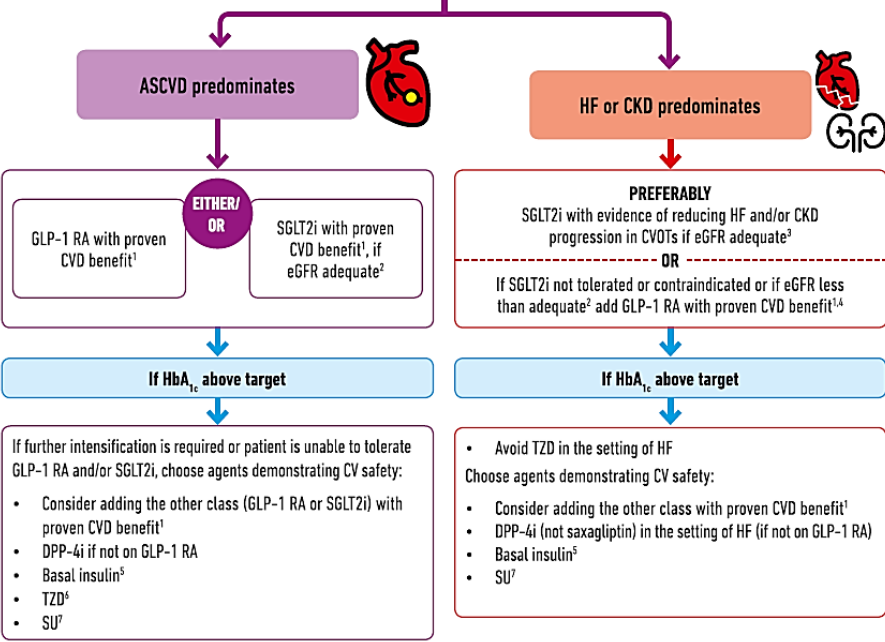 ASCVD predominates
HF or CKD predominates
EITHER/
OR
GLP-1 RA with proven
CVD benefit¹
SGLT2i with proven
CVD benefit¹, if
eGFR adequate²
PREFERABLY
SGLT2i with evidence of reducing HF and/or CKD
progression in CVOTs if eGFR adequate³
OR
If SGLT2i not tolerated or contraindicated or if eGFR less
than adequate² add GLP-1 RA with proven CVD benefit¹,⁴
If HbA₁c above target
If HbA₁c above target
If further intensification is required or patient is unable to tolerate
GLP-1 RA and/or SGLT2i, choose agents demonstrating CV safety:
• Consider adding the other class (GLP-1 RA or SGLT2i) with
proven CVD benefit¹
• DPP-4i if not on GLP-1 RA
• Basal insulin⁵
• TZD⁶
• SU⁷
• Avoid TZD in the setting of HF
Choose agents demonstrating CV safety:
• Consider adding the other class with proven CVD benefit¹
• DPP-4i (not saxagliptin) in the setting of HF (if not on GLP-1 RA)
• Basal insulin⁵
• SU⁷